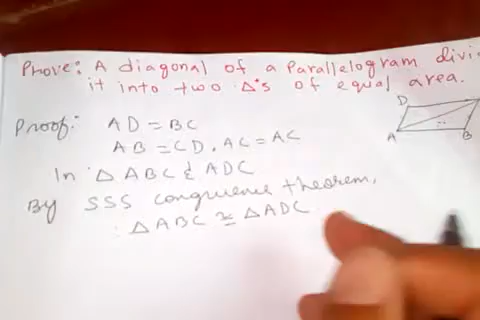 Prove: A diagonal of a Parallelogram divi
it into two Δ's of equal area.
Proof: AD = BC
AB = CD, AC = AC
In Δ ABC & ADC
By SSS congruence theorem,
∴ Δ ABC ≅ Δ ADC
D
A
B